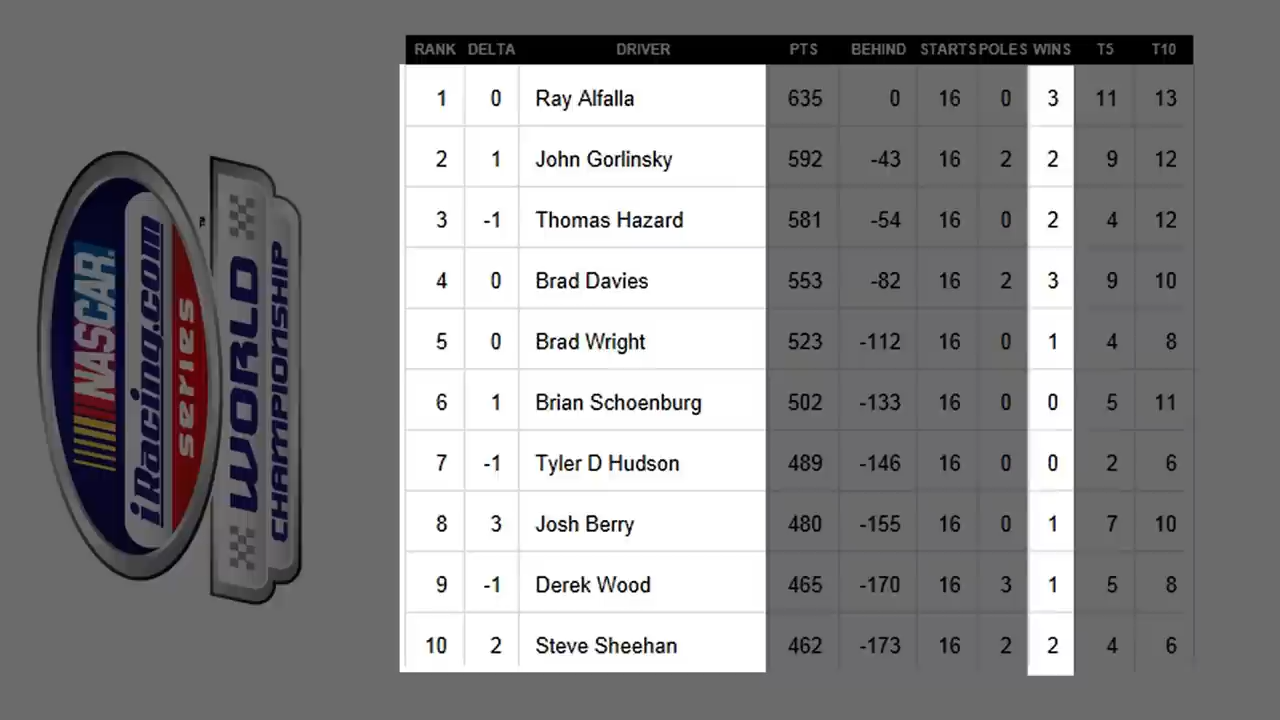 NASCAR
iRacing.com
series
™
WORLD
CHAMPIONSHIP
RANK DELTA DRIVER PTS BEHIND STARTS POLES WINS T5 T10
1 0 Ray Alfalla 635 0 16 0 3 11 13
2 1 John Gorlinsky 592 -43 16 2 2 9 12
3 -1 Thomas Hazard 581 -54 16 0 2 4 12
4 0 Brad Davies 553 -82 16 2 3 9 10
5 0 Brad Wright 523 -112 16 0 1 4 8
6 1 Brian Schoenburg 502 -133 16 0 0 5 11
7 -1 Tyler D Hudson 489 -146 16 0 0 2 6
8 3 Josh Berry 480 -155 16 0 1 7 10
9 -1 Derek Wood 465 -170 16 3 1 5 8
10 2 Steve Sheehan 462 -173 16 2 2 4 6